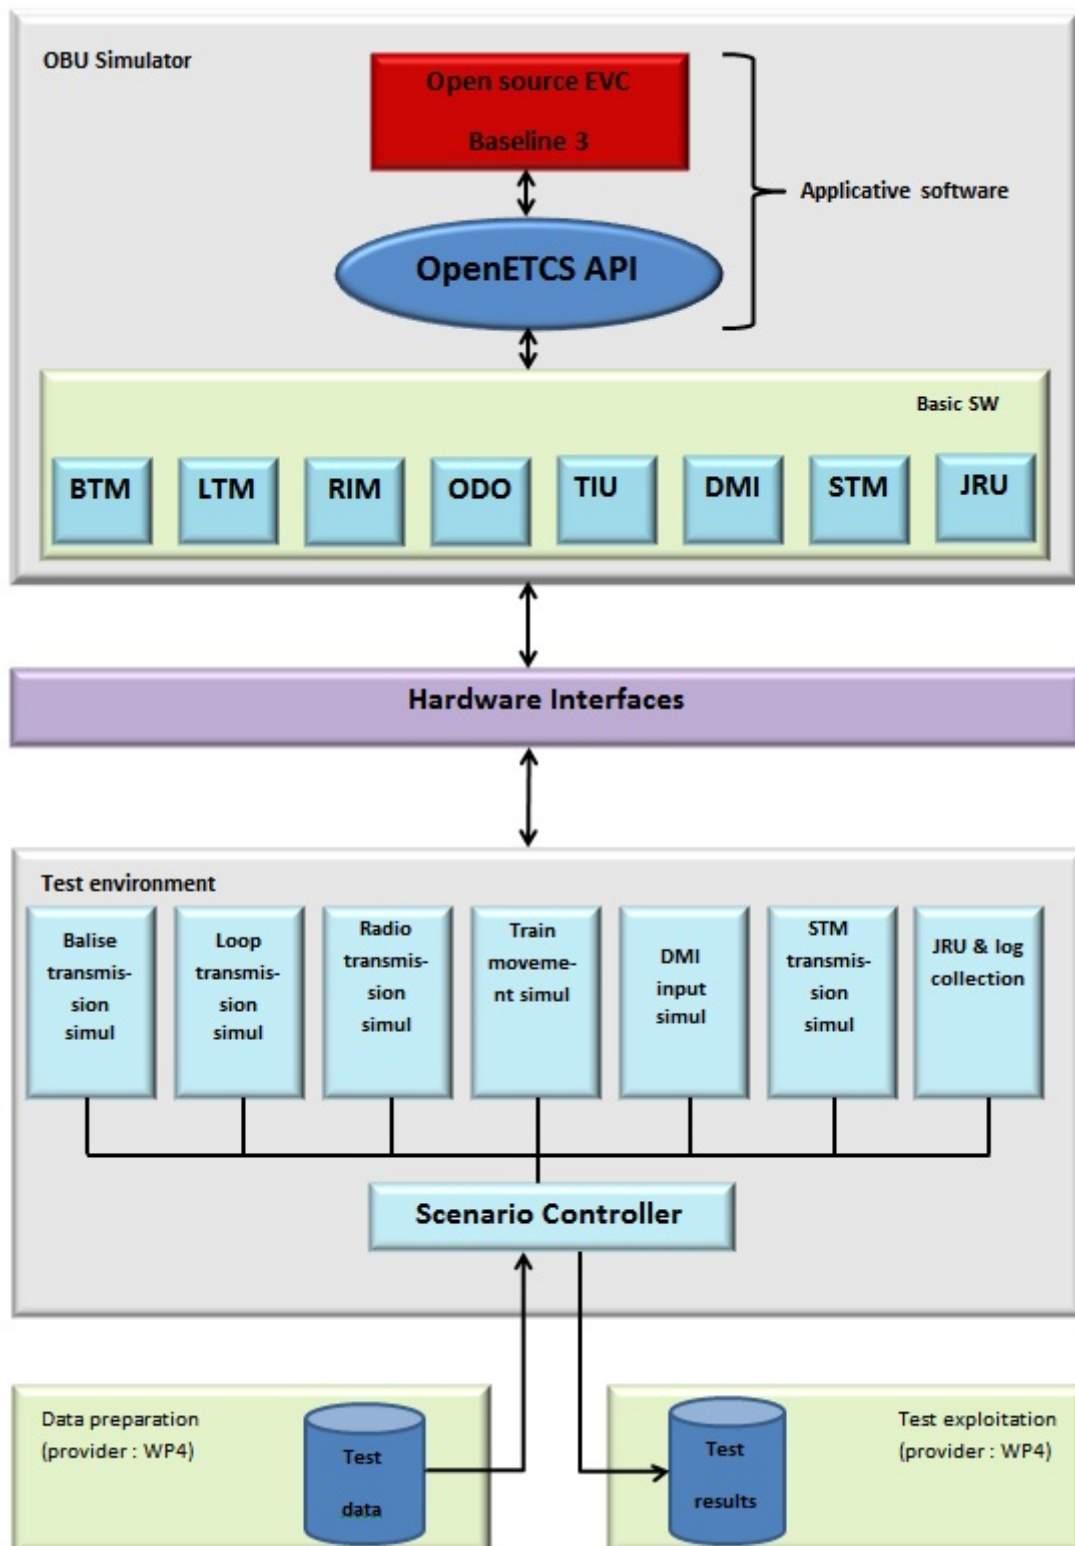 OBU Simulator
Open source EVC
Baseline 3
Applicative software
OpenETCS API
Basic SW
BTM
LTM
RIM
ODO
TIU
DMI
STM
JRU
Hardware Interfaces
Test environment
Balise
transmis-
sion
simul
Loop
transmis-
sion
simul
Radio
transmis-
sion
simul
Train
moveme-
nt simul
DMI
input
simul
STM
transmis-
sion
simul
JRU & log
collection
Scenario Controller
Data preparation
(provider : WP4)
Test
data
Test
results
Test exploitation
(provider : WP4)